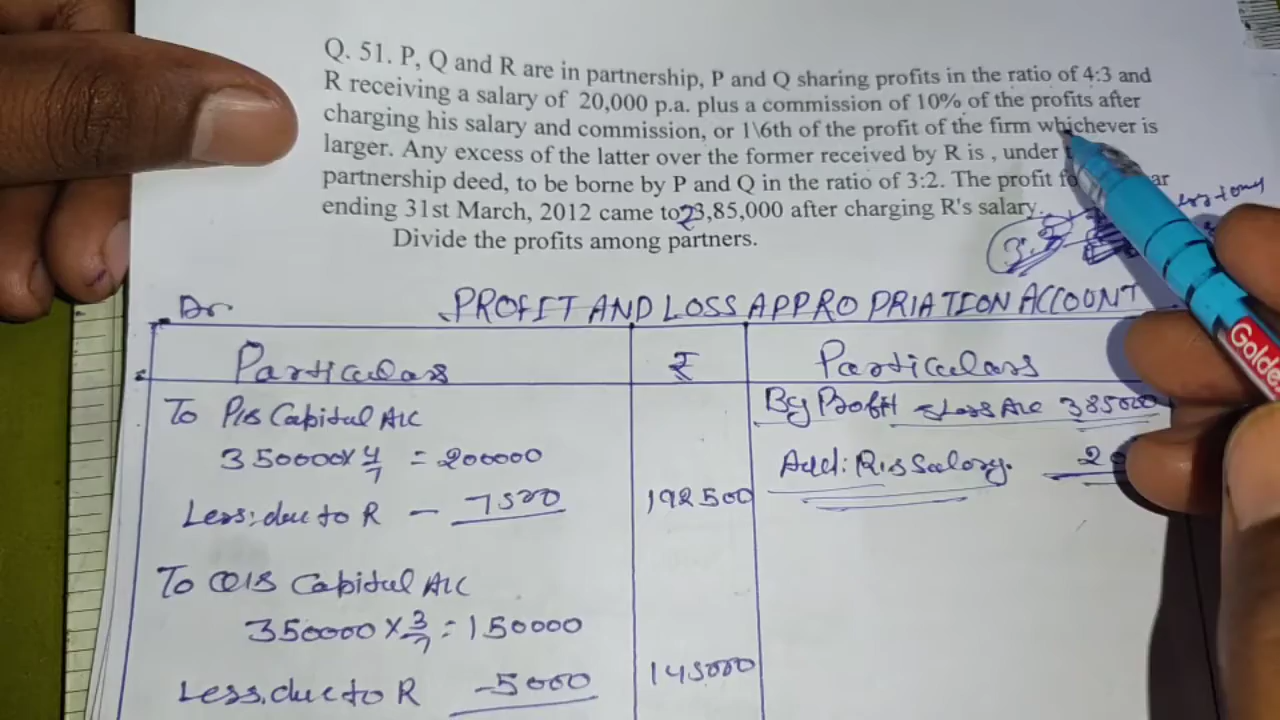 Q. 51. P, Q and R are in partnership, P and Q sharing profits in the ratio of 4:3 and
R receiving a salary of 20,000 p.a. plus a commission of 10% of the profits after
charging his salary and commission, or 1\6th of the profit of the firm whichever is
larger. Any excess of the latter over the former received by R is , under
partnership deed, to be borne by P and Q in the ratio of 3:2. The profit
ending 31st March, 2012 came to 3,85,000 after charging R's salary.
Divide the profits among partners.
Dr
PROFIT AND LOSS APPROPRIATION ACCOUNT
Particulars ₹ Particulars
To P's Capital A/c
350000 × 4/7 = 200000
Less: due to R - 7500 192500
By Profit & Loss A/c 385000
Add: R's Salary. 20
To Q's Capital A/c
350000 × 3/7 = 150000
Less: due to R -5000 145000
Golden